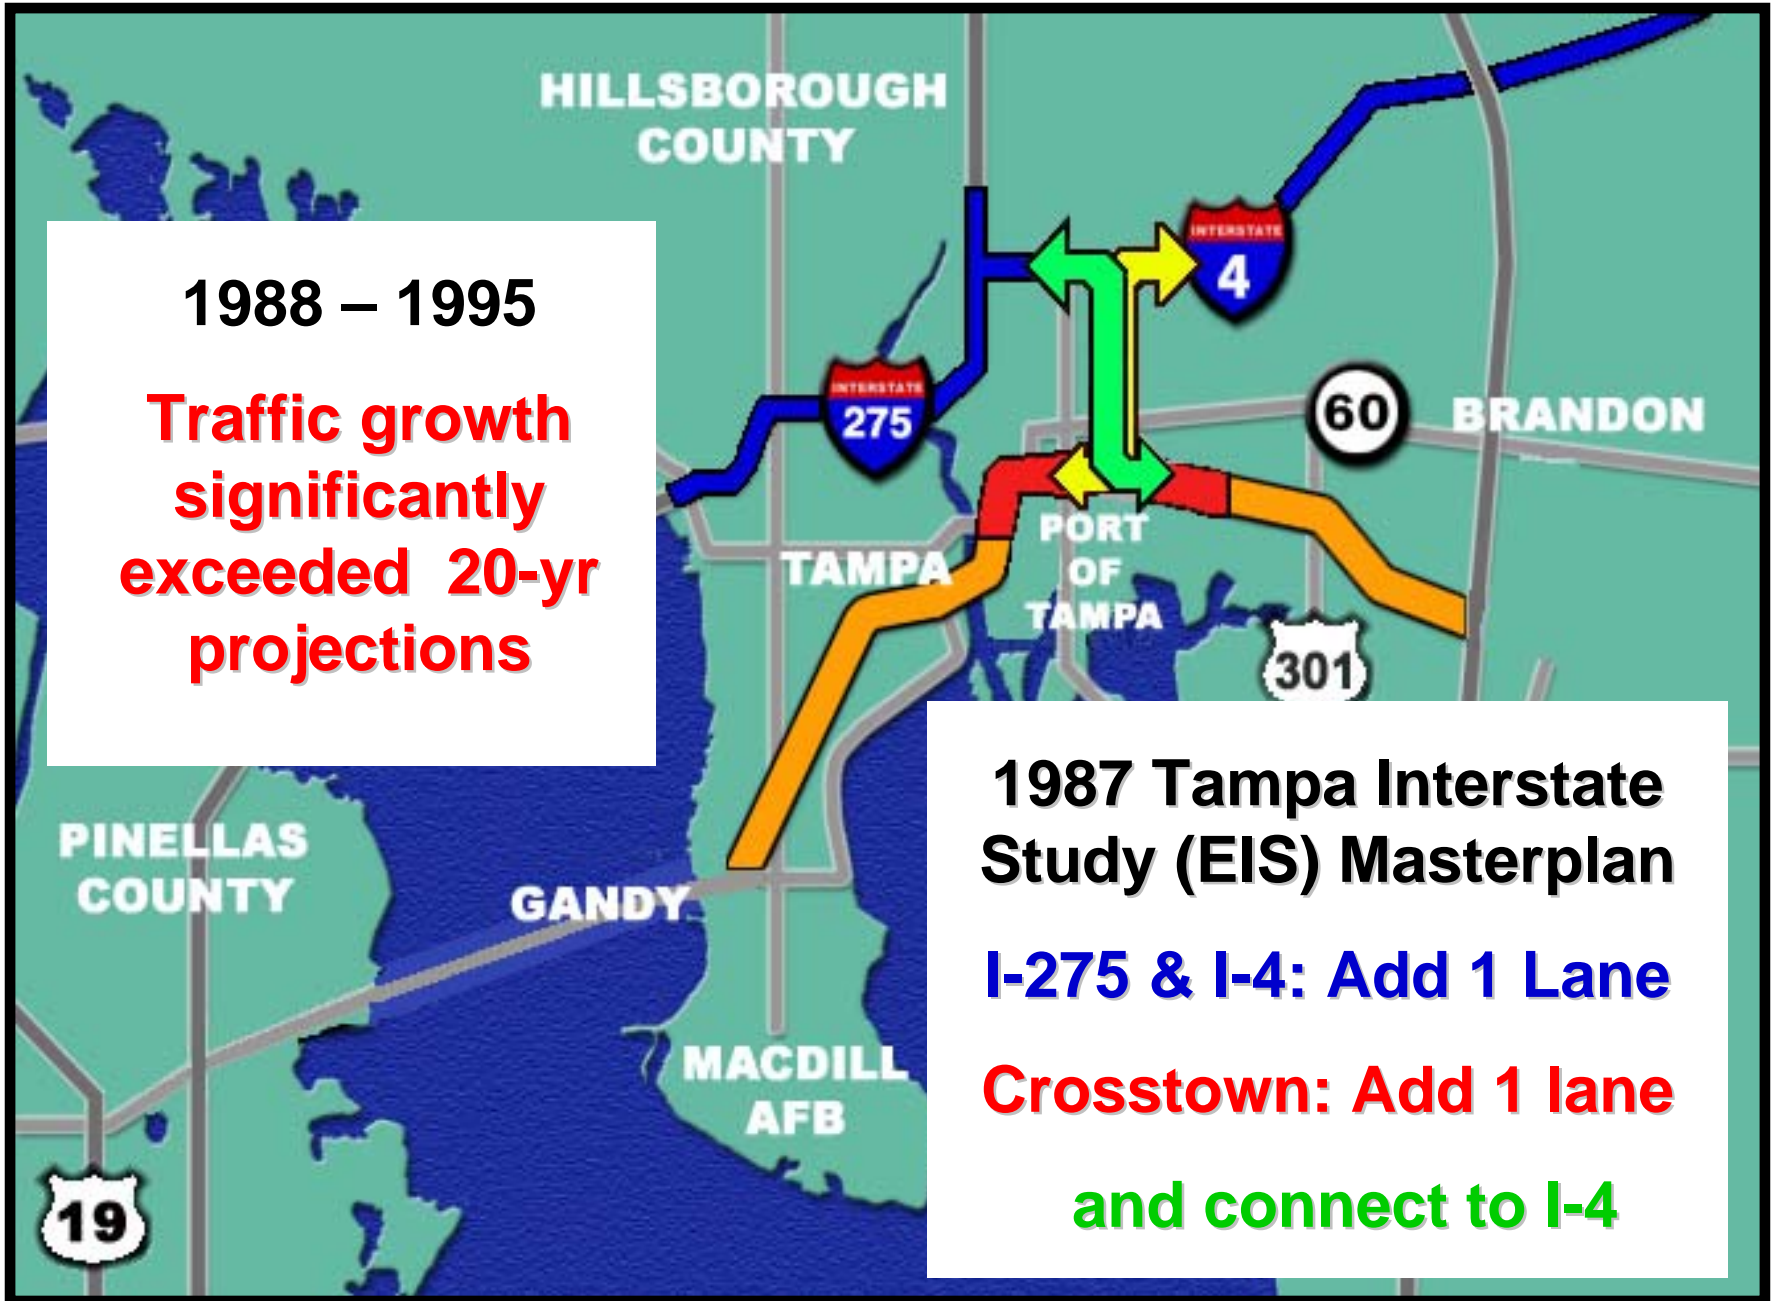 HILLSBOROUGH
COUNTY
INTERSTATE
4
1988 – 1995
Traffic growth
significantly
exceeded 20-yr
projections
INTERSTATE
275
60
BRANDON
PORT
OF
TAMPA
TAMPA
301
PINELLAS
COUNTY
GANDY
MACDILL
AFB
19
1987 Tampa Interstate
Study (EIS) Masterplan
I-275 & I-4: Add 1 Lane
Crosstown: Add 1 lane
and connect to I-4